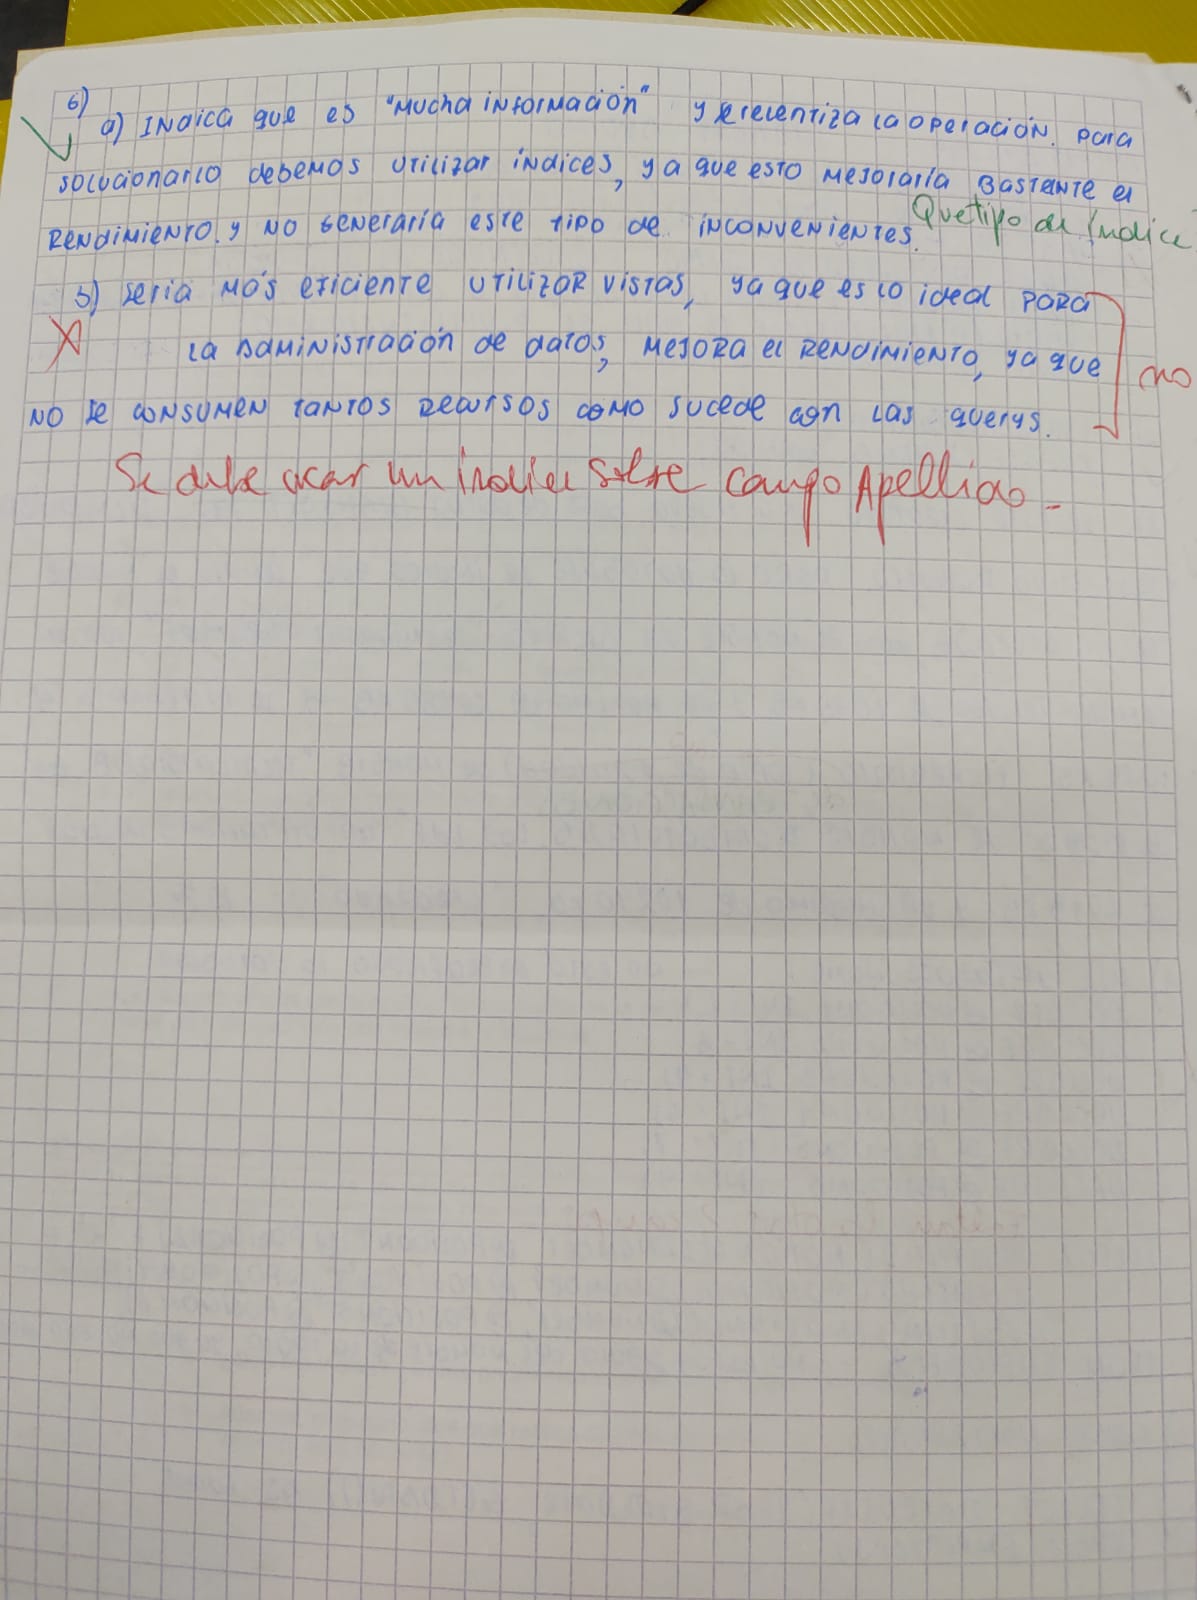 6)
a) Indica que es "mucha información" y se relentiza la operación. Para
solucionarlo debemos utilizar indices, ya que esto mejoraría bastante el
rendimiento, y no generaría este tipo de inconvenientes.
Que tipo de índice
b) seria más eficiente utilizar vistas, ya que es lo ideal para
la administración de datos, mejora el rendimiento, ya que
no se consumen tantos recursos como sucede con las querys.
no
Se debe crear un índice sobre campo Apellido -